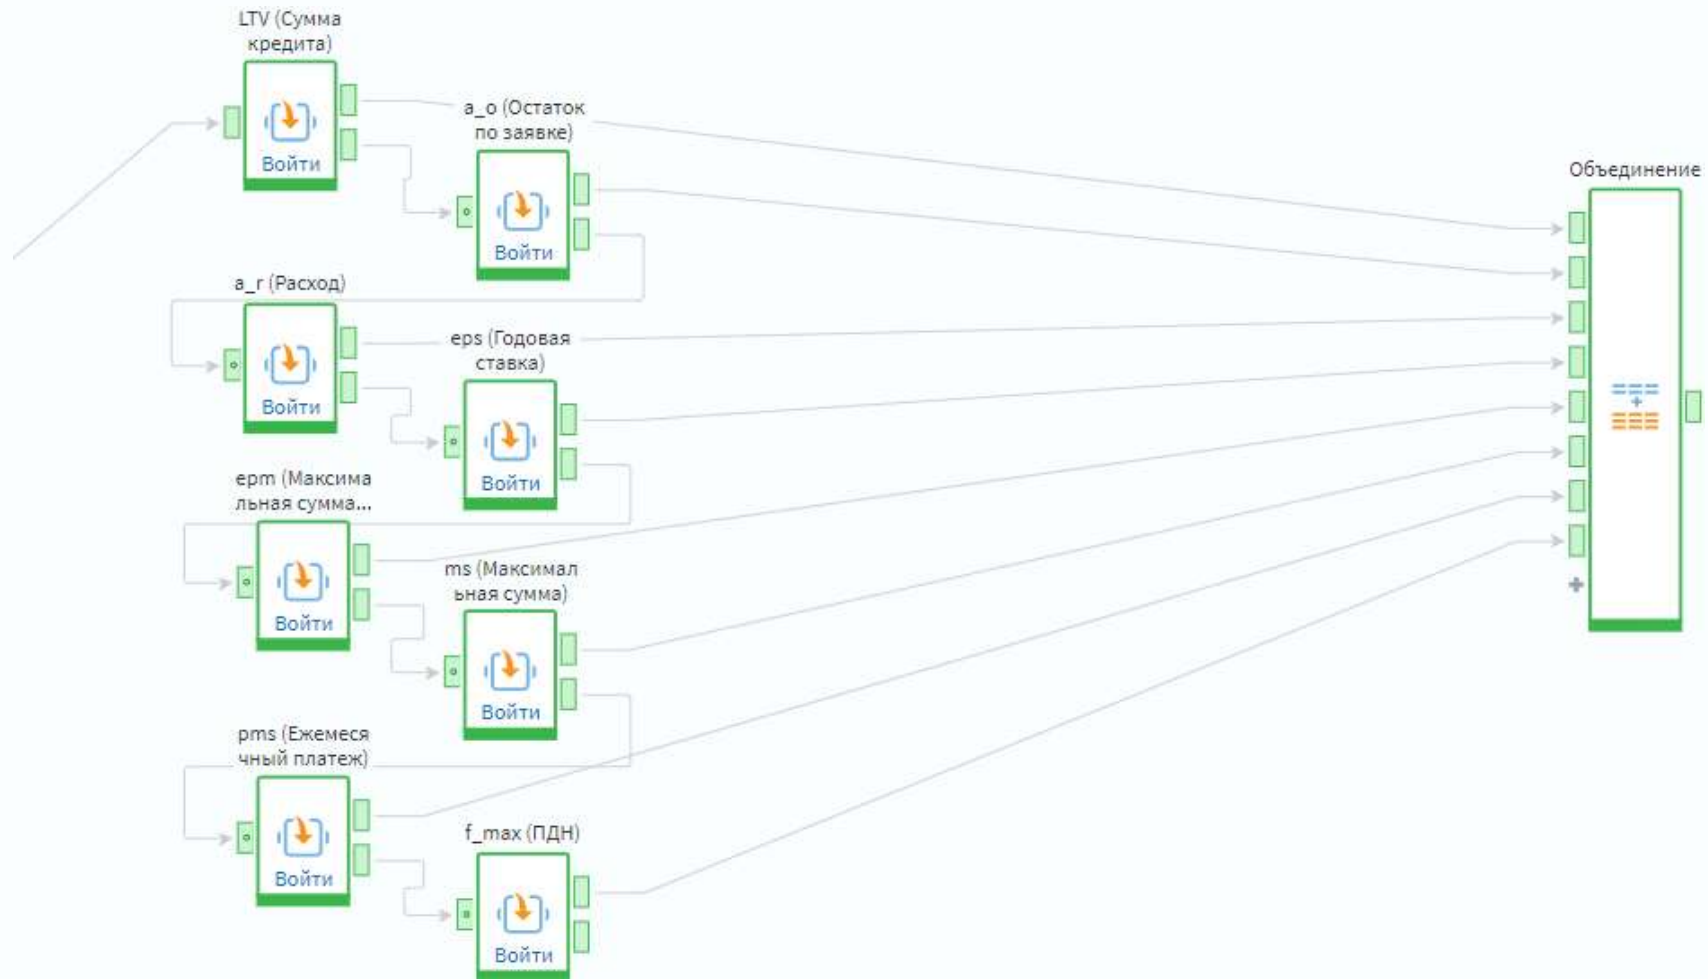 LTV (Сумма
кредита)
Войти
a_o (Остаток
по заявке)
Войти
Объединение
a_r (Расход)
Войти
eps (Годовая
ставка)
Войти
epm (Максима
льная сумма...
Войти
ms (Максимал
ьная сумма)
Войти
pms (Ежемеся
чный платеж)
Войти
f_max (ПДН)
Войти